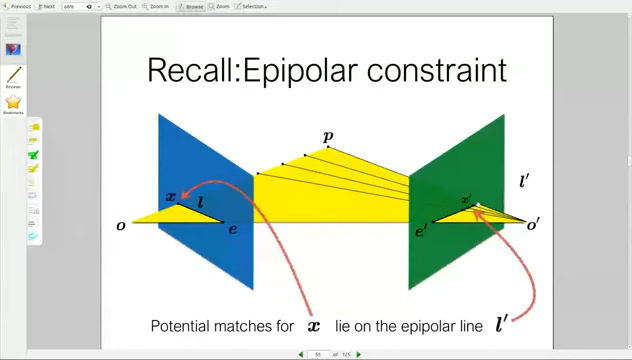 Previous Next 66% Zoom Out Zoom In Browse Zoom Selection
Reviews
Bookmarks
Recall:Epipolar constraint
p
l'
x l x'
o e e' o'
Potential matches for x lie on the epipolar line l'
55 of 125